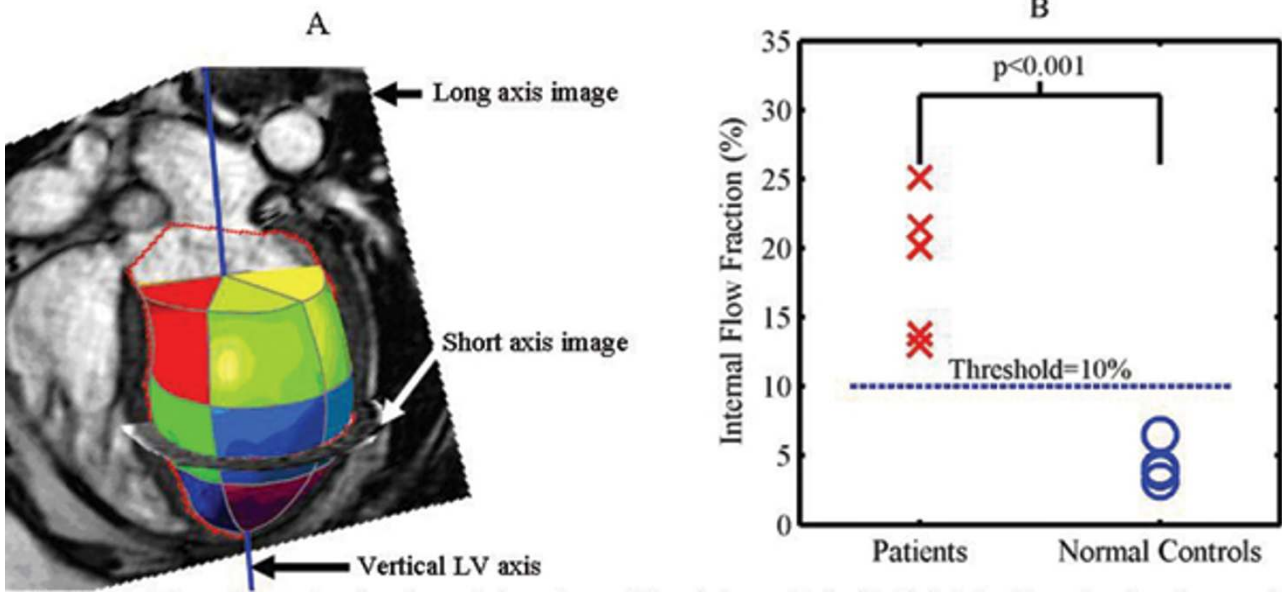 A
Long axis image
Short axis image
Vertical LV axis
B
Internal Flow Fraction (%)
35
30
25
20
15
10
5
0
p<0.001
Threshold=10%
Patients
Normal Controls